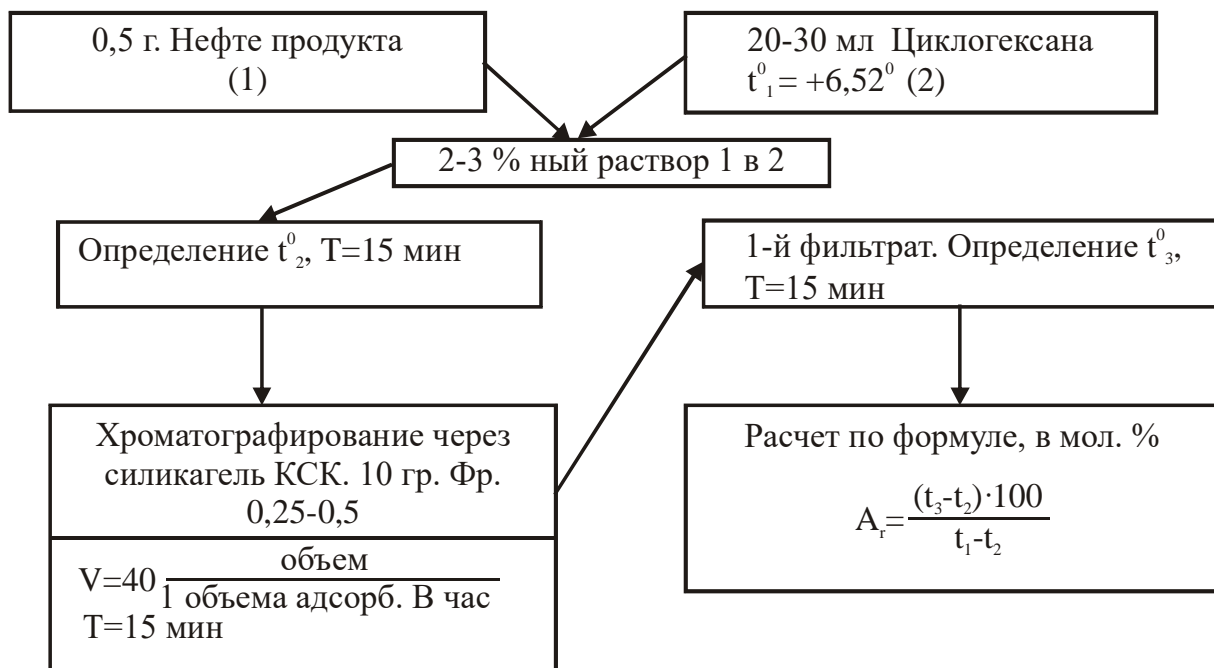 0,5 г. Нефте продукта
(1)
20-30 мл Циклогексана
t⁰₁ = +6,52⁰ (2)
2-3 % ный раствор 1 в 2
Определение t⁰₂, T=15 мин
1-й фильтрат. Определение t⁰₃,
T=15 мин
Хроматографирование через
силикагель КСК. 10 гр. Фр.
0,25-0,5
V=40 объем
1 объема адсорб. В час
T=15 мин
Расчет по формуле, в мол. %
Aᵣ= (t₃-t₂)·100
t₁-t₂